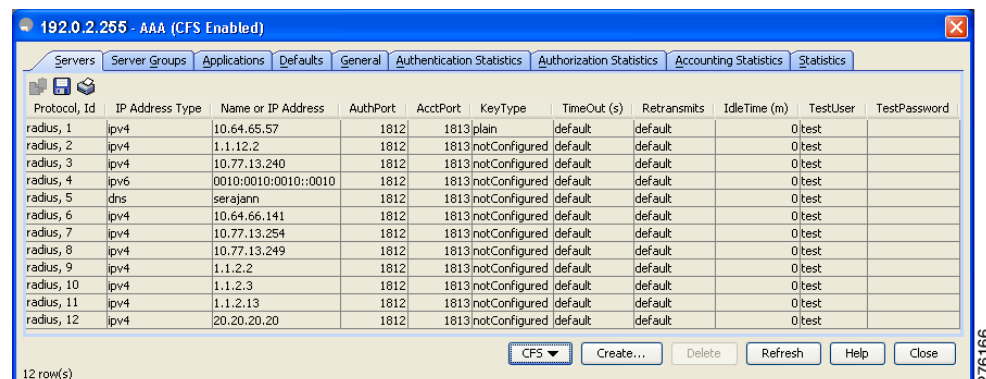 192.0.2.255 - AAA (CFS Enabled)
Servers Server Groups Applications Defaults General Authentication Statistics Authorization Statistics Accounting Statistics Statistics
Protocol, Id IP Address Type Name or IP Address AuthPort AcctPort KeyType TimeOut (s) Retransmits IdleTime (m) TestUser TestPassword
radius, 1 ipv4 10.64.65.57 1812 1813 plain default default 0 test
radius, 2 ipv4 1.1.12.2 1812 1813 notConfigured default default 0 test
radius, 3 ipv4 10.77.13.240 1812 1813 notConfigured default default 0 test
radius, 4 ipv6 0010:0010:0010::0010 1812 1813 notConfigured default default 0 test
radius, 5 dns serajann 1812 1813 notConfigured default default 0 test
radius, 6 ipv4 10.64.66.141 1812 1813 notConfigured default default 0 test
radius, 7 ipv4 10.77.13.254 1812 1813 notConfigured default default 0 test
radius, 8 ipv4 10.77.13.249 1812 1813 notConfigured default default 0 test
radius, 9 ipv4 1.1.2.2 1812 1813 notConfigured default default 0 test
radius, 10 ipv4 1.1.2.3 1812 1813 notConfigured default default 0 test
radius, 11 ipv4 1.1.2.13 1812 1813 notConfigured default default 0 test
radius, 12 ipv4 20.20.20.20 1812 1813 notConfigured default default 0 test
CFS Create... Delete Refresh Help Close
12 row(s)
276166